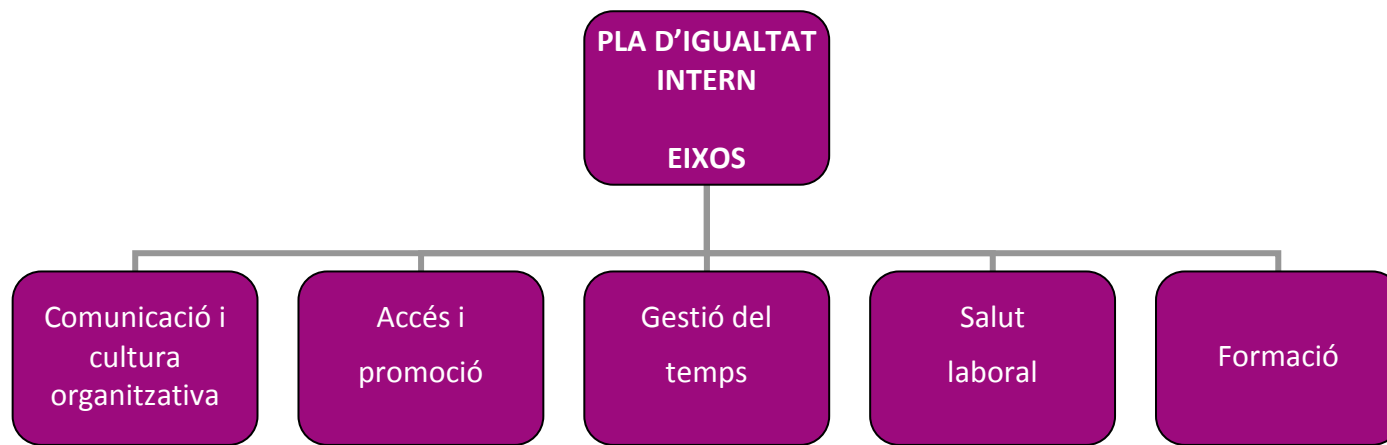 PLA D’IGUALTAT
INTERN
EIXOS
Comunicació i
cultura
organitzativa
Accés i
promoció
Gestió del
temps
Salut
laboral
Formació